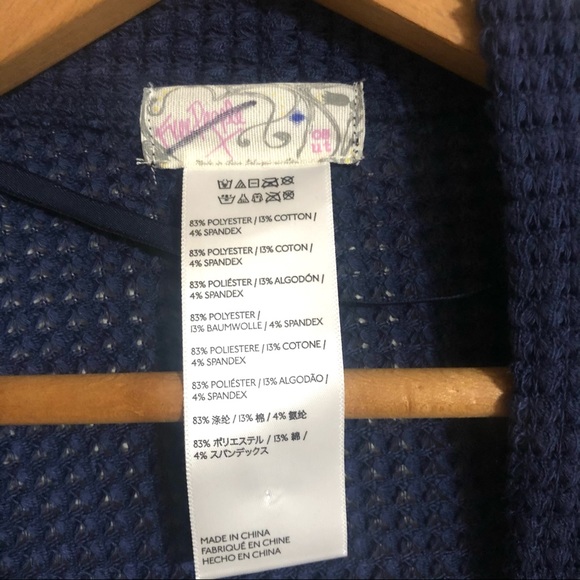 Free People
OS
U t
83% POLYESTER / 13% COTTON /
4% SPANDEX
83% POLYESTER / 13% COTON /
4% SPANDEX
83% POLIÉSTER / 13% ALGODÓN /
4% SPANDEX
83% POLYESTER /
13% BAUMWOLLE / 4% SPANDEX
83% POLIESTERE / 13% COTONE /
4% SPANDEX
83% POLIÉSTER / 13% ALGODÃO /
4% SPANDEX
83% 涤纶 / 13% 棉 / 4% 氨纶
83% ポリエステル / 13% 綿 /
4% スパンデックス
MADE IN CHINA
FABRIQUÉ EN CHINE
HECHO EN CHINA